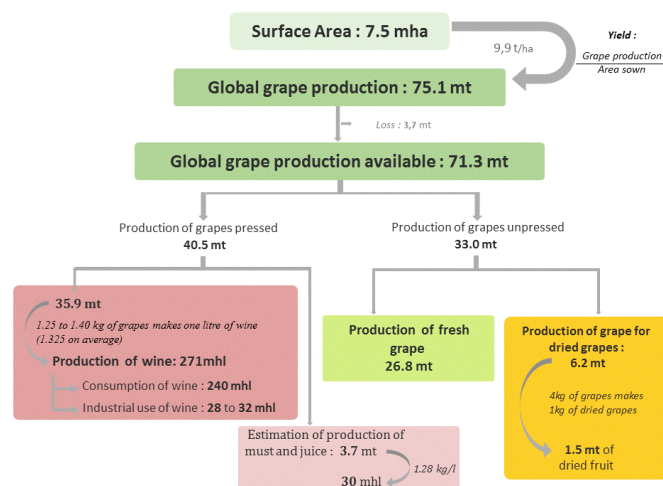 Surface Area : 7.5 mha
9,9 t/ha
Yield :
Grape production
Area sown
Global grape production : 75.1 mt
Loss : 3,7 mt
Global grape production available : 71.3 mt
Production of grapes pressed
40.5 mt
Production of grapes unpressed
33.0 mt
35.9 mt
1.25 to 1.40 kg of grapes makes one litre of wine
(1.325 on average)
Production of wine: 271mhl
Consumption of wine : 240 mhl
Industrial use of wine : 28 to 32 mhl
Estimation of production of
must and juice : 3.7 mt
1.28 kg/l
30 mhl
Production of fresh
grape
26.8 mt
Production of grape for
dried grapes :
6.2 mt
4kg of grapes makes
1kg of dried grapes
1.5 mt of
dried fruit